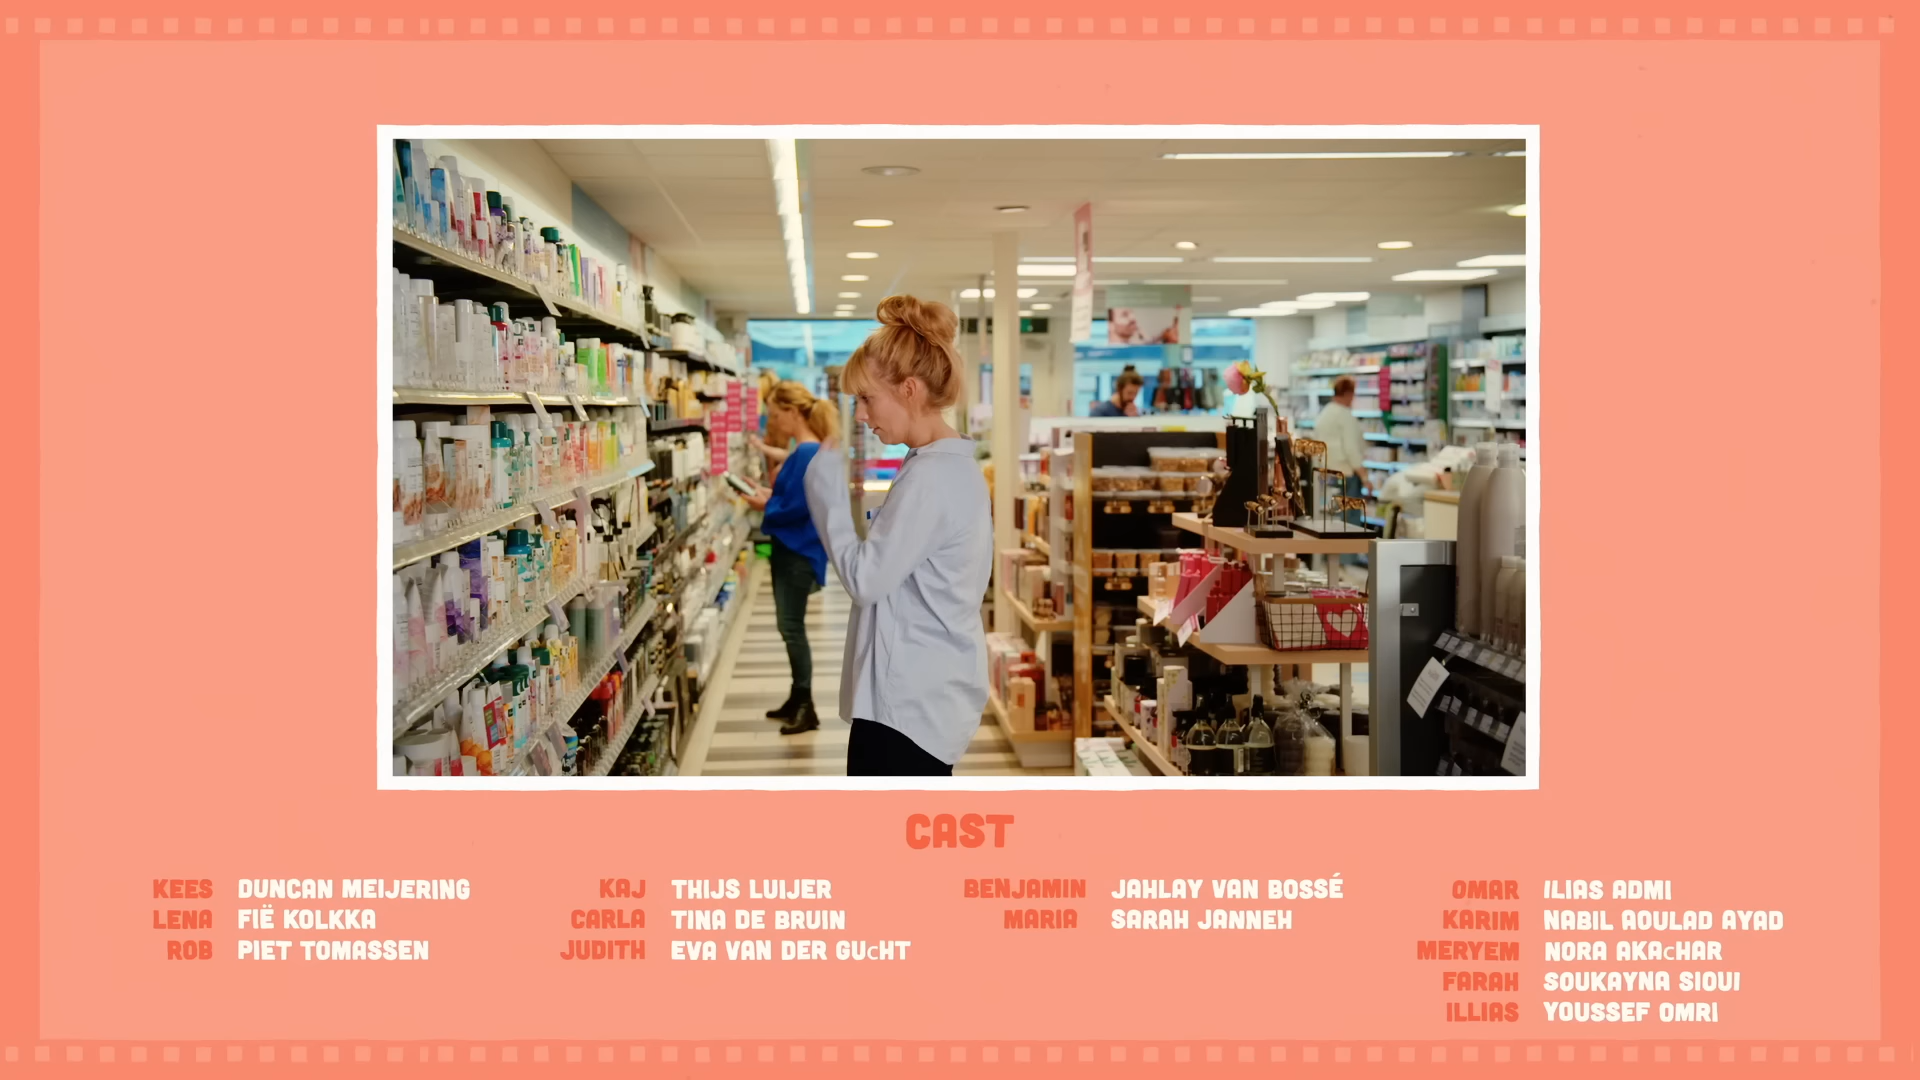 CAST
KEES DUNCAN MEIJERING
LENA FIË KOLKKA
ROB PIET TOMASSEN
KAJ THIJS LUIJER
CARLA TINA DE BRUIN
JUDITH EVA VAN DER GUcHT
BENJAMIN JAHLAY VAN BOSSÉ
MARIA SARAH JANNEH
OMAR ILIAS ADMI
KARIM NABIL AOULAD AYAD
MERYEM NORA AKAcHAR
FARAH SOUKAYNA SIOUI
ILLIAS YOUSSEF OMRI